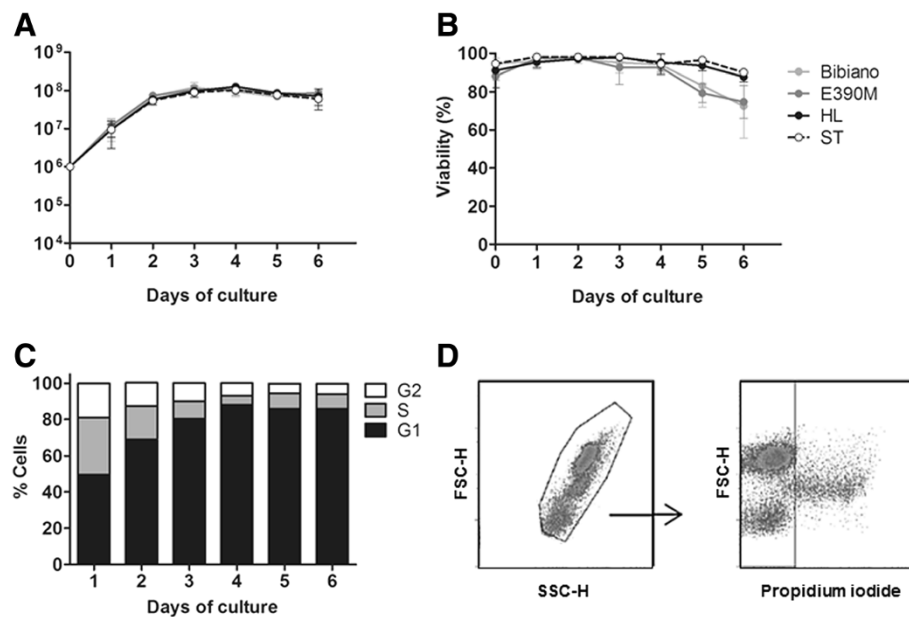 A
10⁹
10⁸
10⁷
10⁶
10⁵
10⁴
0 1 2 3 4 5 6
Days of culture
B
Viability (%)
100
80
60
40
20
0
0 1 2 3 4 5 6
Days of culture
Bibiano
E390M
HL
ST
C
% Cells
100
80
60
40
20
0
1 2 3 4 5 6
Days of culture
G2
S
G1
D
FSC-H
SSC-H
FSC-H
Propidium iodide